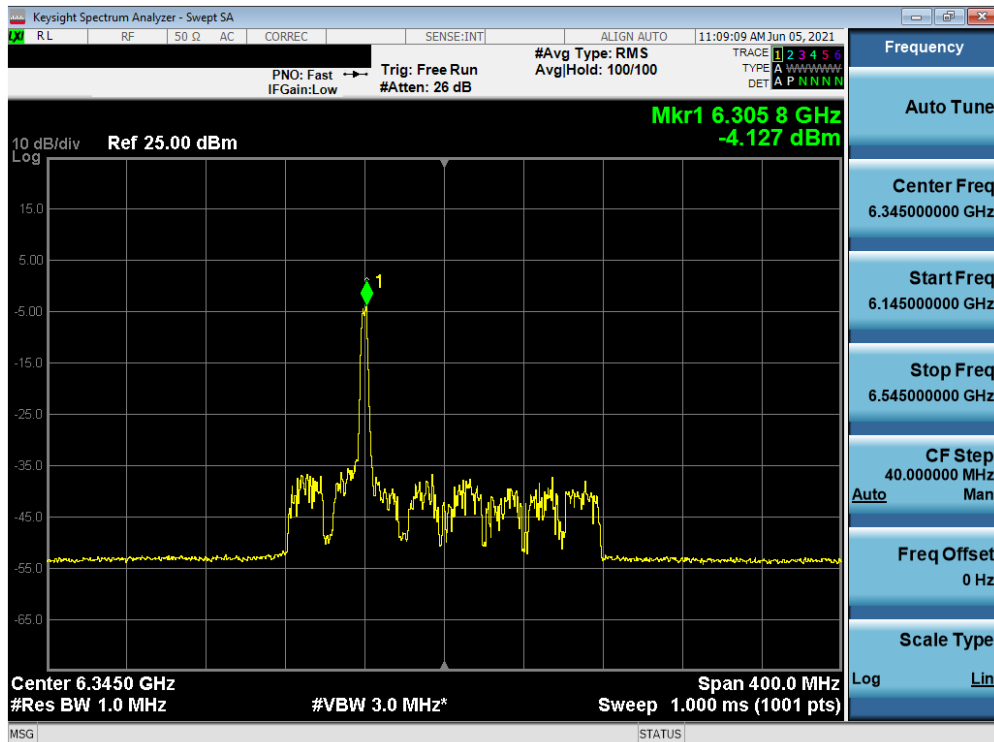 Keysight Spectrum Analyzer - Swept SA
LXI RL RF 50 Ω AC CORREC SENSE:INT ALIGN AUTO 11:09:09 AM Jun 05, 2021
PNO: Fast
IFGain:Low
Trig: Free Run
#Atten: 26 dB
#Avg Type: RMS
Avg|Hold: 100/100
TRACE 1 2 3 4 5 6
TYPE A WWWWW
DET A P N N N N
Mkr1 6.305 8 GHz
-4.127 dBm
10 dB/div
Log
Ref 25.00 dBm
1
15.0
5.00
-5.00
-15.0
-25.0
-35.0
-45.0
-55.0
-65.0
Center 6.3450 GHz
#Res BW 1.0 MHz
#VBW 3.0 MHz*
Span 400.0 MHz
Sweep 1.000 ms (1001 pts)
MSG
STATUS
Frequency
Auto Tune
Center Freq
6.345000000 GHz
Start Freq
6.145000000 GHz
Stop Freq
6.545000000 GHz
CF Step
40.000000 MHz
Auto Man
Freq Offset
0 Hz
Scale Type
Log Lin